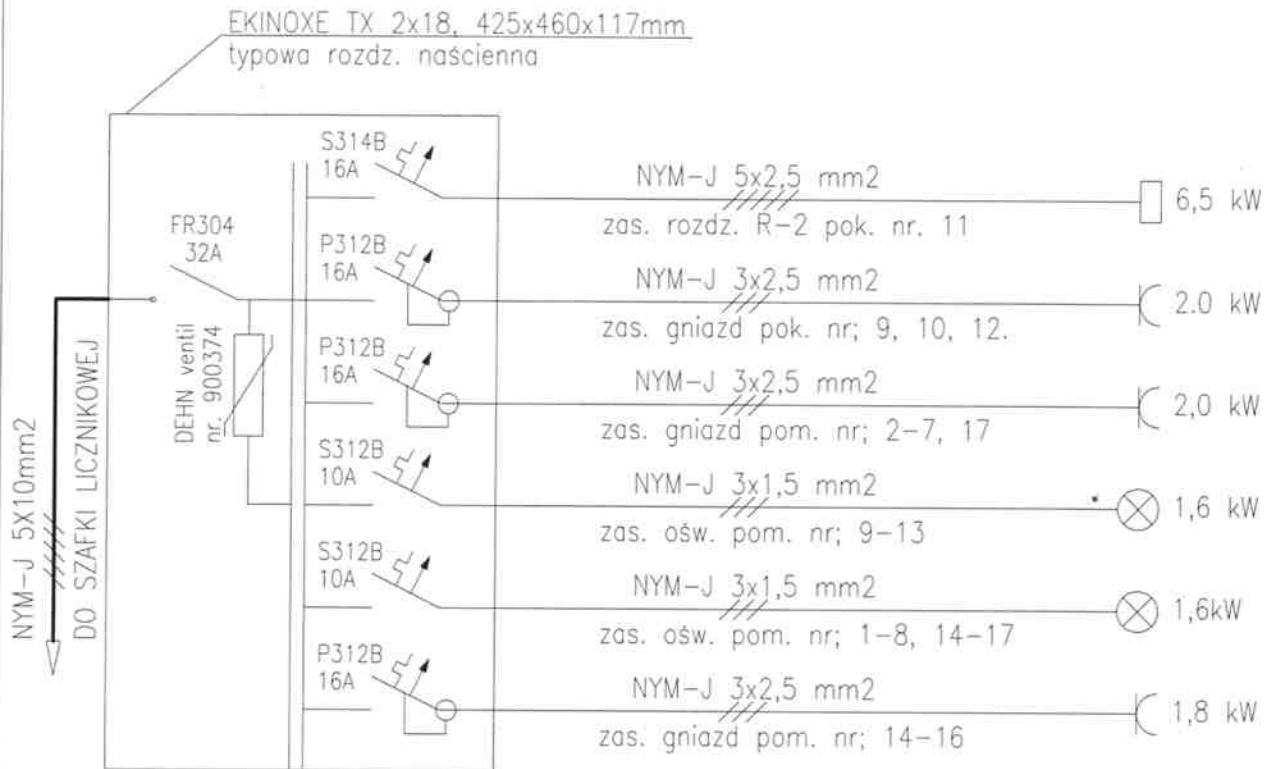 EKINOXE TX 2x18, 425x460x117mm
typowa rozdz. naścienna
S314B
16A
NYM-J 5x2,5 mm2
zas. rozdz. R-2 pok. nr. 11
6,5 kW
FR304
32A
P312B
16A
NYM-J 3x2,5 mm2
zas. gniazd pok. nr; 9, 10, 12.
2.0 kW
DEHN ventil
nr. 900374
P312B
16A
NYM-J 3x2,5 mm2
zas. gniazd pom. nr; 2-7, 17
2,0 kW
S312B
10A
NYM-J 3x1,5 mm2
zas. ośw. pom. nr; 9-13
1,6 kW
NYM-J 5X10mm2
DO SZAFKI LICZNIKOWEJ
S312B
10A
NYM-J 3x1,5 mm2
zas. ośw. pom. nr; 1-8, 14-17
1,6kW
P312B
16A
NYM-J 3x2,5 mm2
zas. gniazd pom. nr; 14-16
1,8 kW